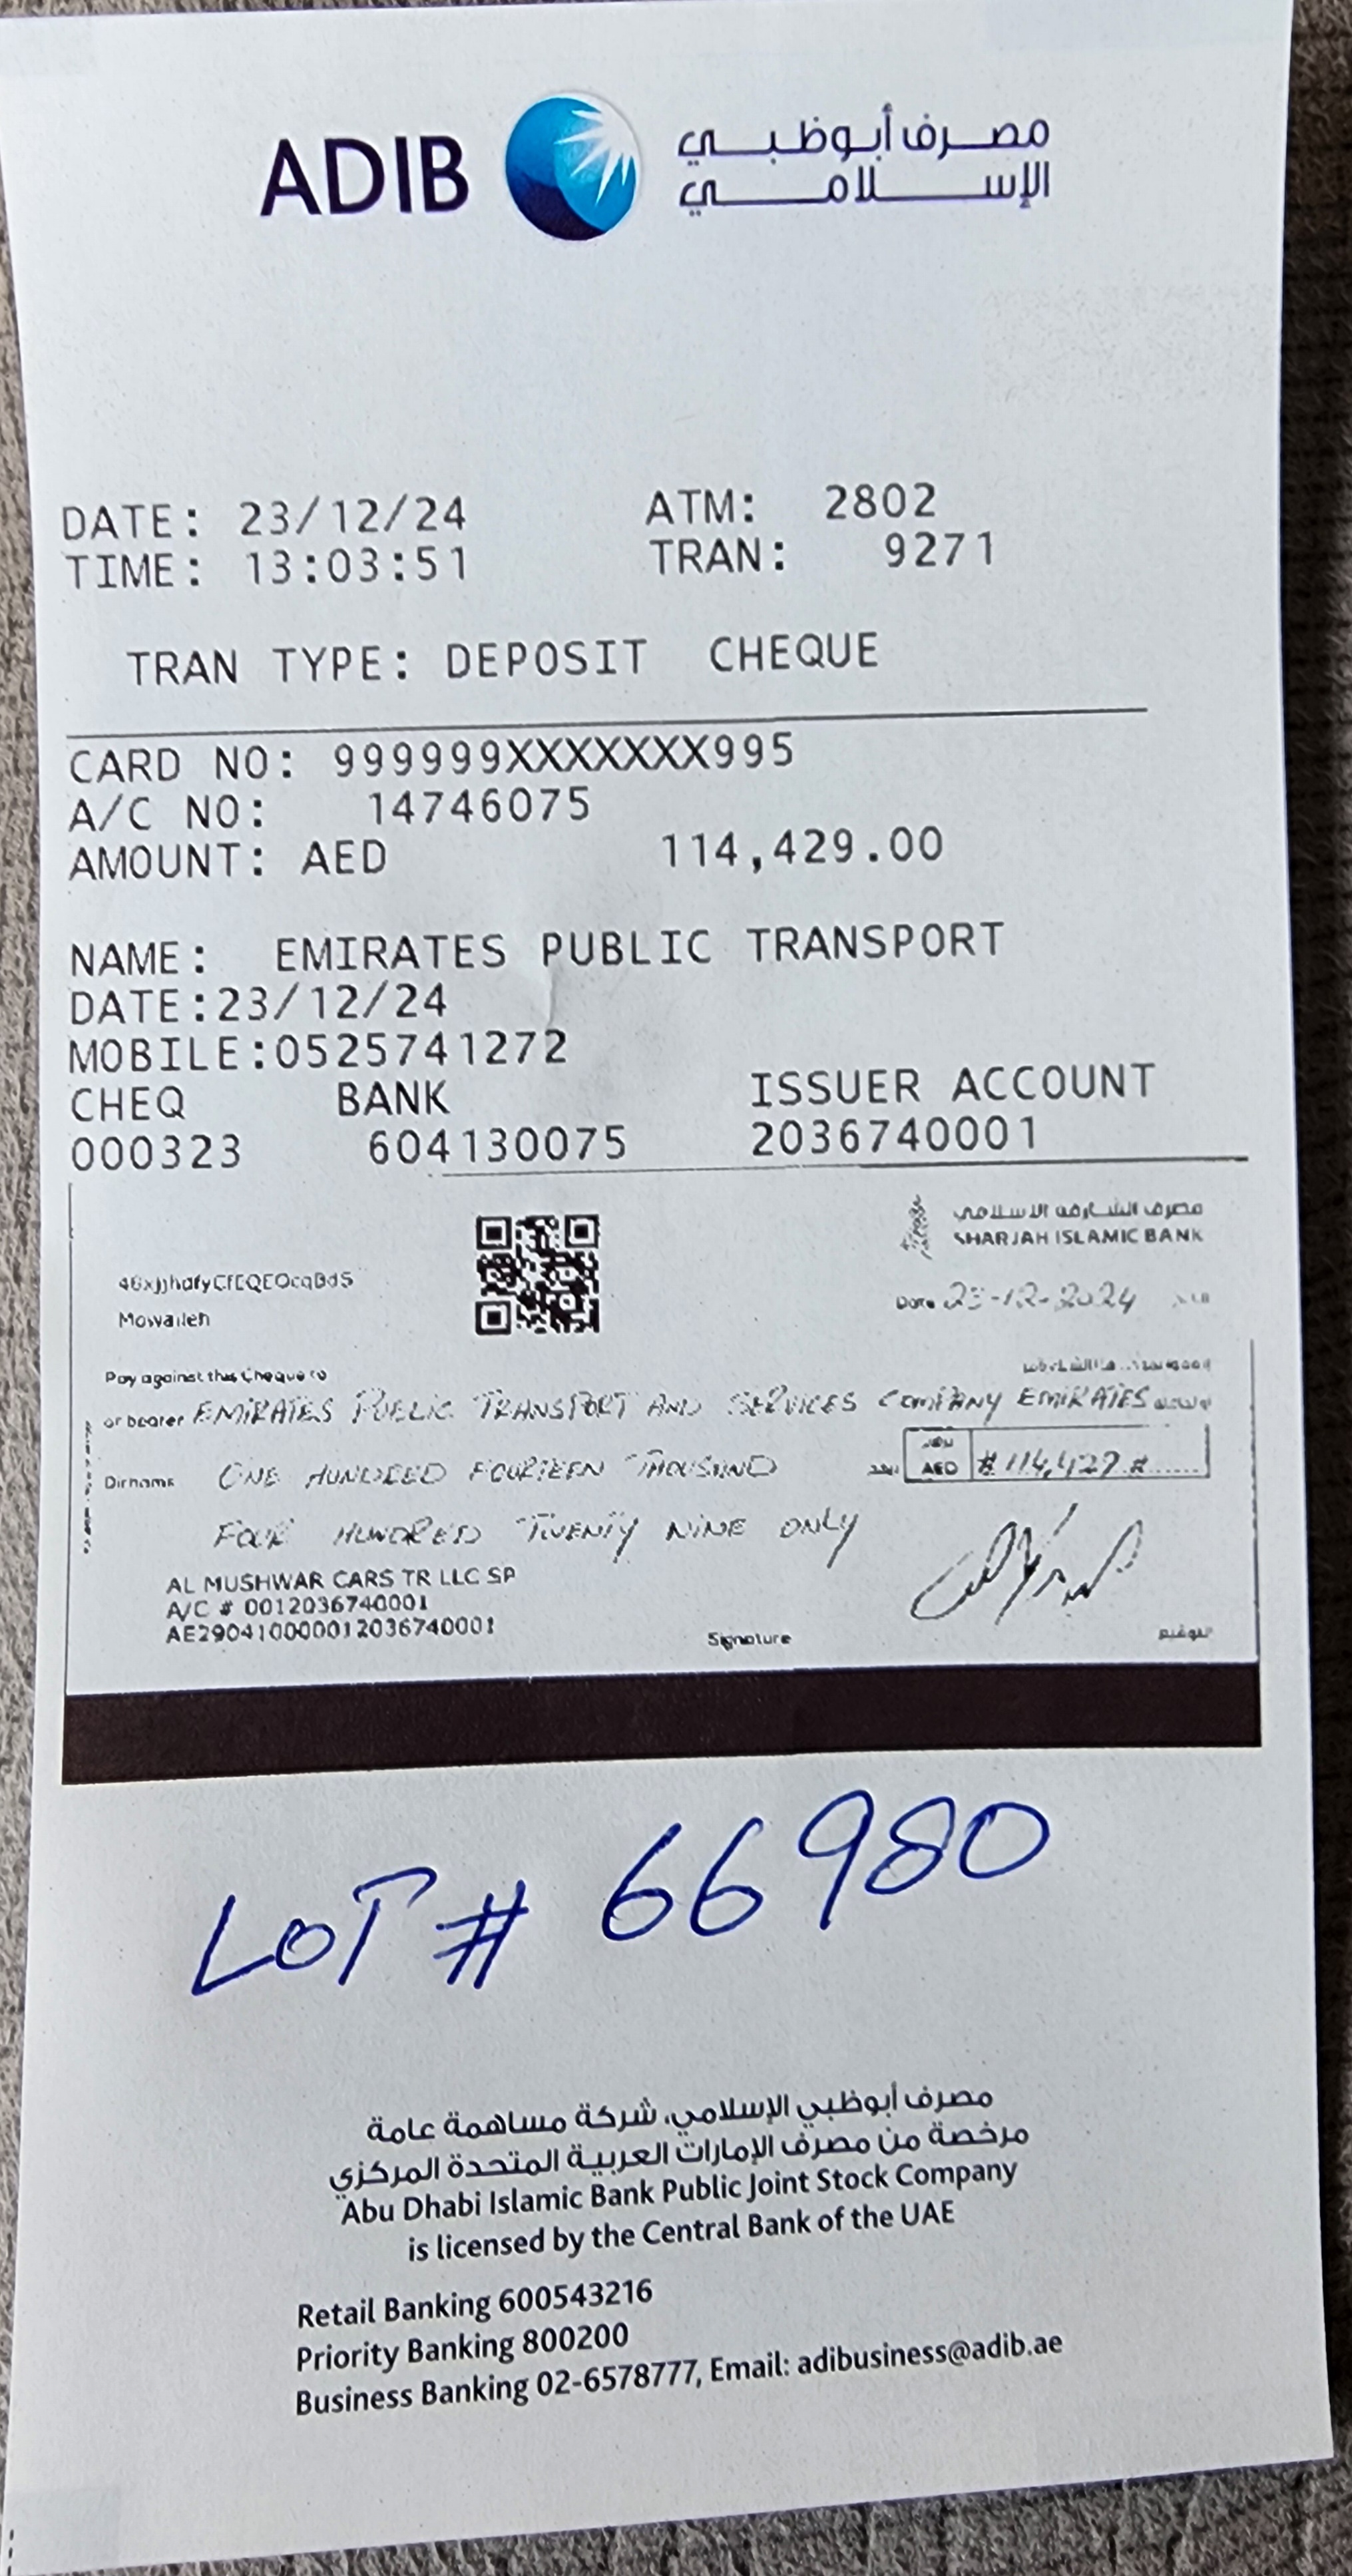 ADIB
مصرف أبوظبي
الإسلامي
DATE: 23/12/24 ATM: 2802
TIME: 13:03:51 TRAN: 9271
TRAN TYPE: DEPOSIT CHEQUE
CARD NO: 999999XXXXXXX995
A/C NO: 14746075
AMOUNT: AED 114,429.00
NAME: EMIRATES PUBLIC TRANSPORT
DATE:23/12/24
MOBILE:0525741272
CHEQ BANK ISSUER ACCOUNT
000323 604130075 2036740001
مصرف الشارقة الاسلامي
SHARJAH ISLAMIC BANK
Date 23-12-2024
Mowaileh
Pay against this Cheque to
or bearer EMIRATES PUBLIC TRANSPORT AND SERVICES COMPANY EMIRATES
Dirhams ONE HUNDRED FOURTEEN THOUSAND AED # 114,429 #
FOUR HUNDRED TWENTY NINE ONLY
AL MUSHWAR CARS TR LLC SP
A/C # 0012036740001
AE290410000012036740001
Signature التوقيع
LOT # 66980
مصرف أبوظبي الإسلامي، شركة مساهمة عامة
مرخصة من مصرف الإمارات العربية المتحدة المركزي
Abu Dhabi Islamic Bank Public Joint Stock Company
is licensed by the Central Bank of the UAE
Retail Banking 600543216
Priority Banking 800200
Business Banking 02-6578777, Email: adibusiness@adib.ae